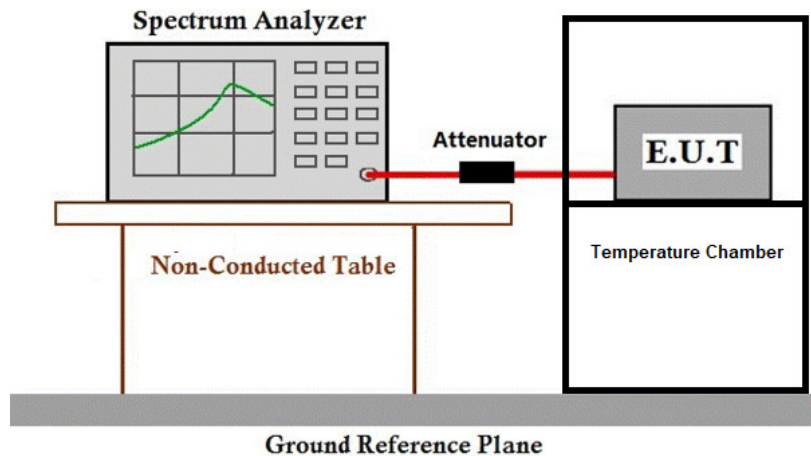 Spectrum Analyzer
Attenuator
E.U.T
Non-Conducted Table
Temperature Chamber
Ground Reference Plane